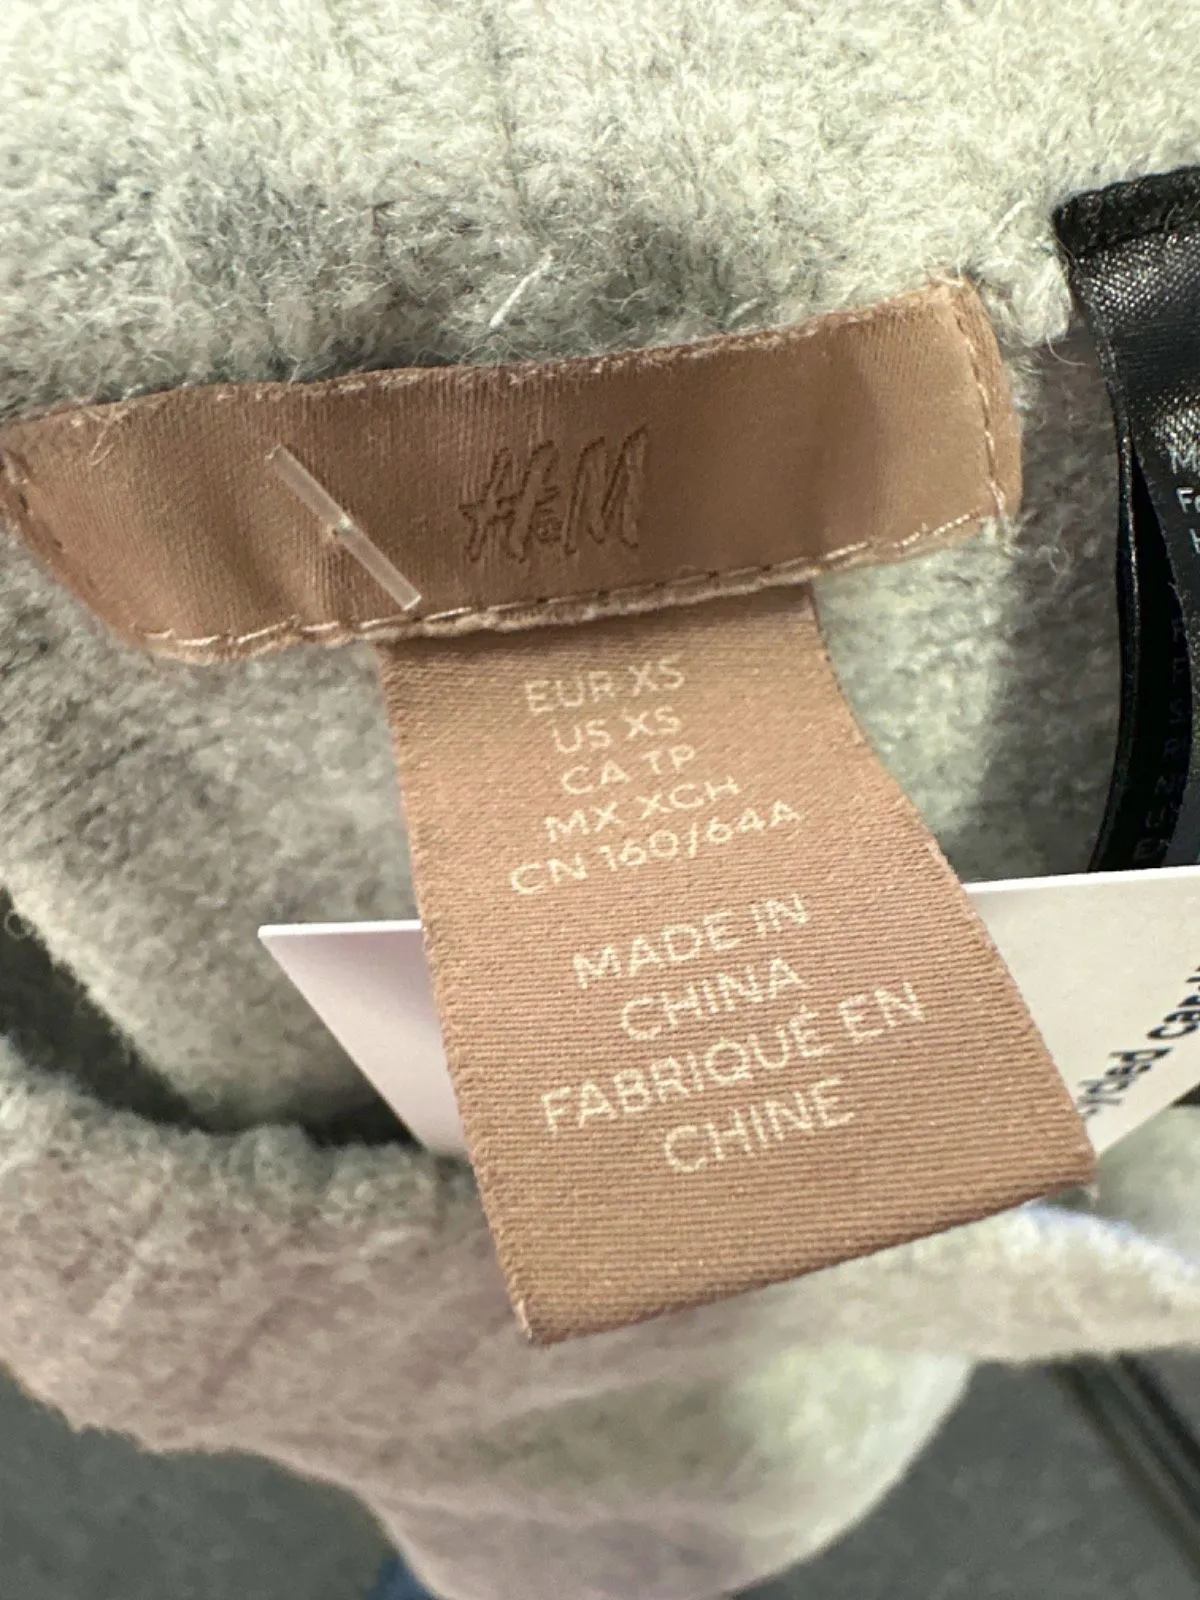 H&M
EUR XS
US XS
CA TP
MX XCH
CN 160/64A
MADE IN
CHINA
FABRIQUÉ EN
CHINE